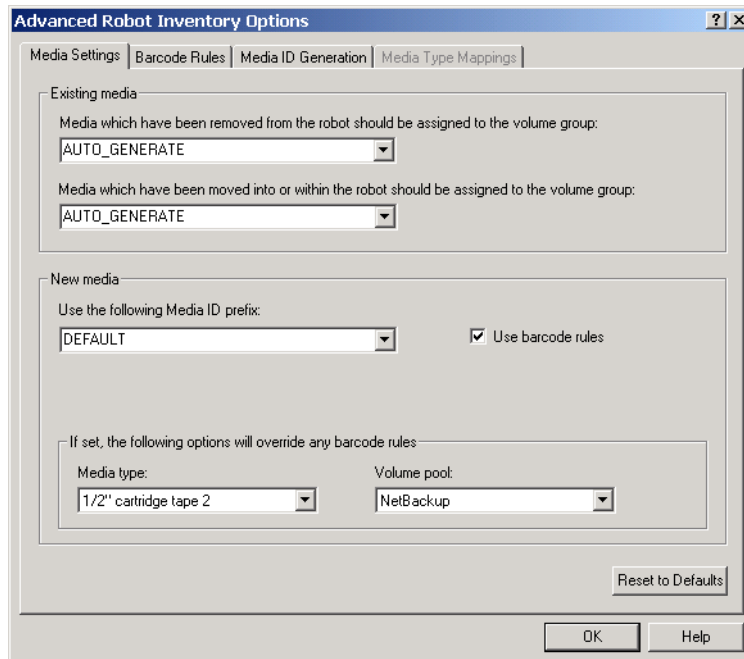 Advanced Robot Inventory Options
Media Settings Barcode Rules Media ID Generation Media Type Mappings
Existing media
Media which have been removed from the robot should be assigned to the volume group:
AUTO_GENERATE
Media which have been moved into or within the robot should be assigned to the volume group:
AUTO_GENERATE
New media
Use the following Media ID prefix:
DEFAULT Use barcode rules
If set, the following options will override any barcode rules
Media type: Volume pool:
1/2" cartridge tape 2 NetBackup
Reset to Defaults
OK Help